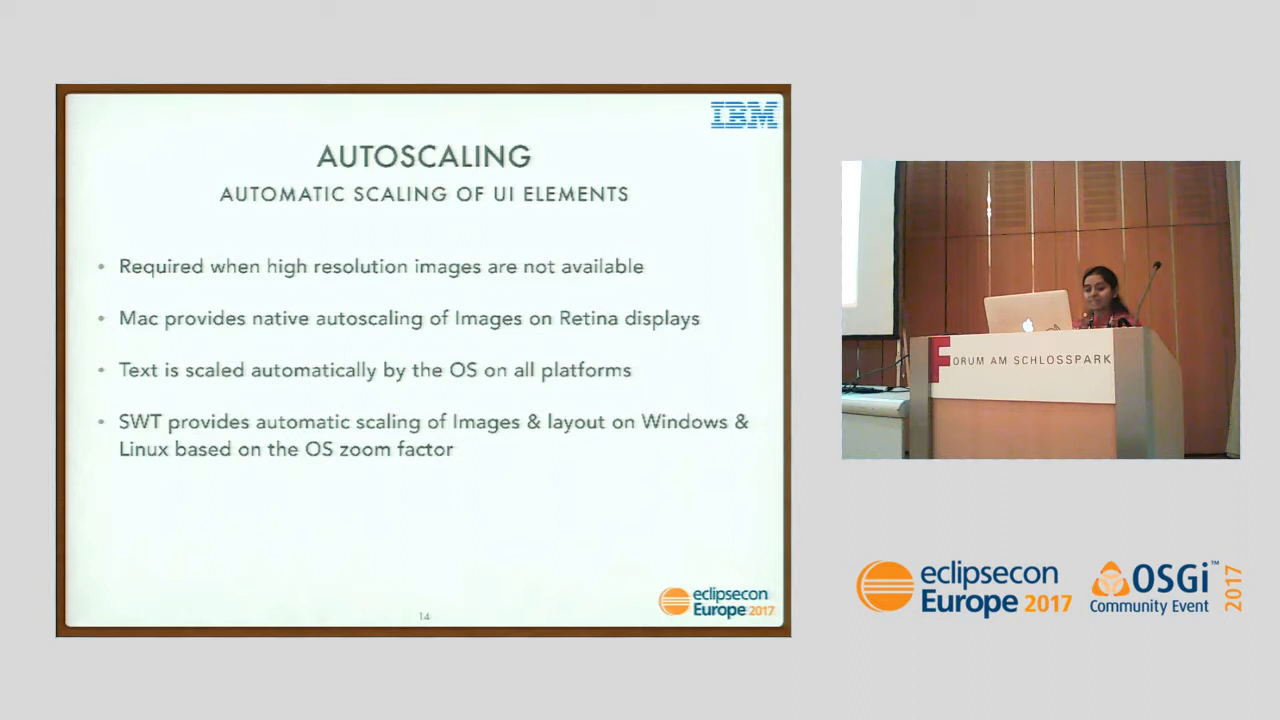 IBM
AUTOSCALING
AUTOMATIC SCALING OF UI ELEMENTS
• Required when high resolution images are not available
• Mac provides native autoscaling of Images on Retina displays
• Text is scaled automatically by the OS on all platforms
• SWT provides automatic scaling of Images & layout on Windows &
Linux based on the OS zoom factor
14
eclipsecon
Europe 2017
FORUM AM SCHLOSSPARK
eclipsecon
Europe 2017
OSGi™
Community Event
2017